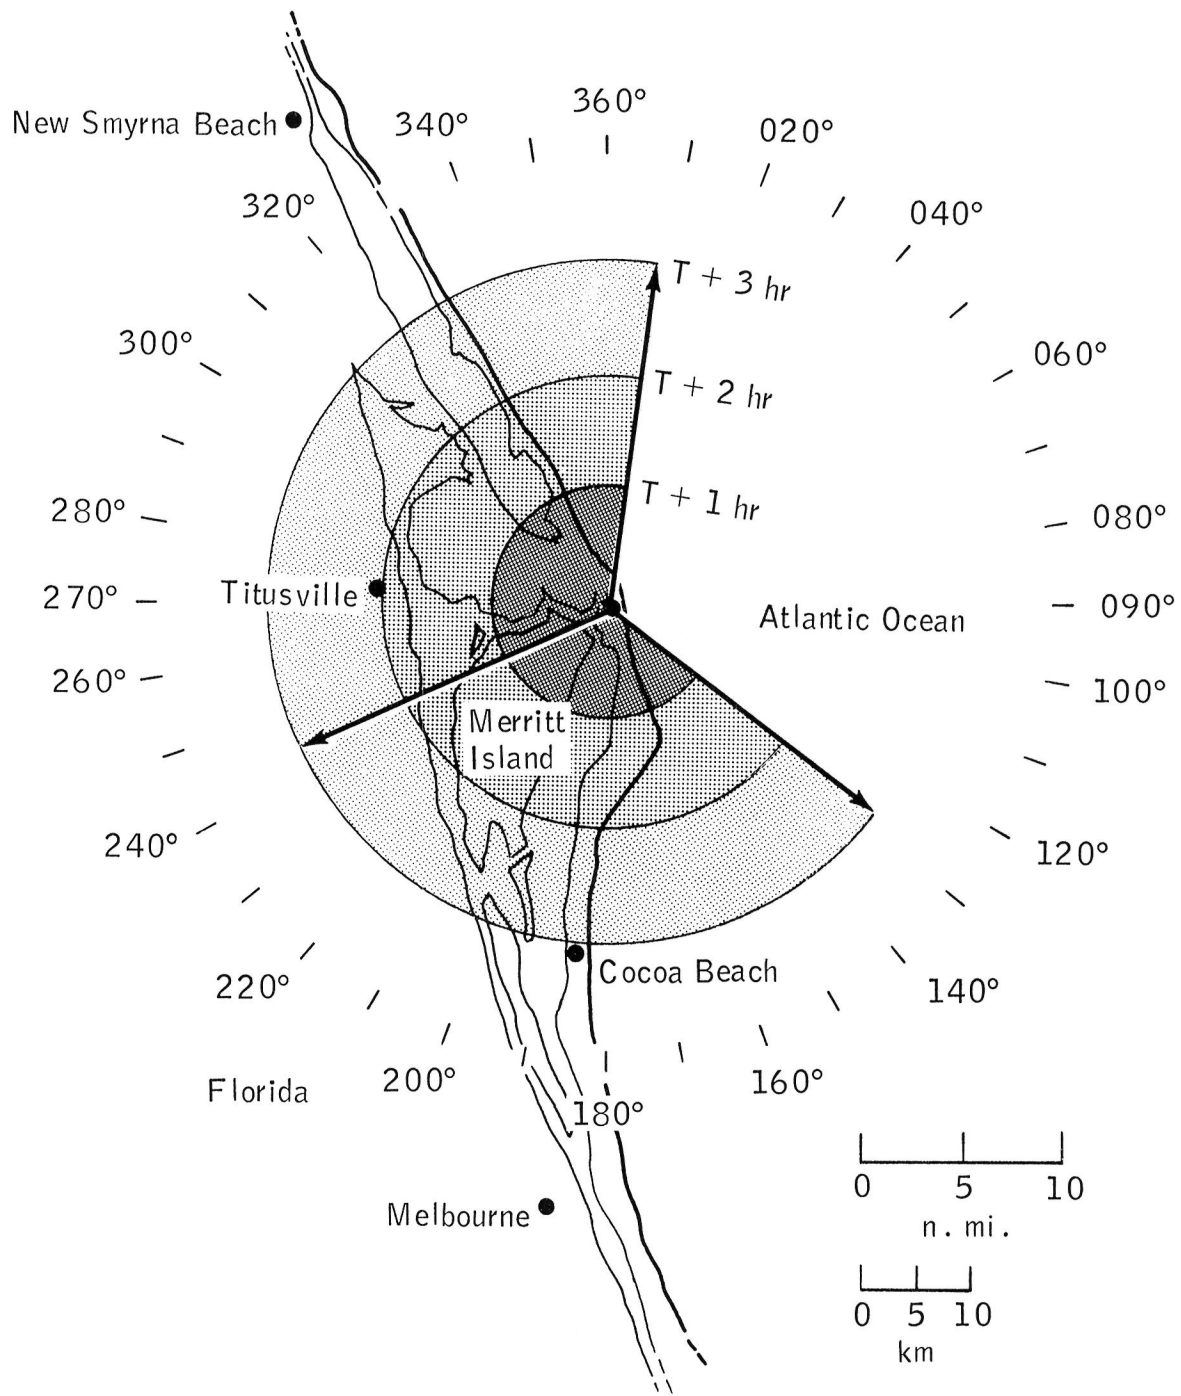 360°
New Smyrna Beach
340°
020°
320°
040°
T + 3 hr
300°
060°
T + 2 hr
T + 1 hr
280°
080°
Titusville
270°
090°
Atlantic Ocean
260°
100°
Merritt
Island
240°
120°
Cocoa Beach
220°
140°
Florida
200°
160°
180°
0 5 10
n. mi.
Melbourne
0 5 10
km